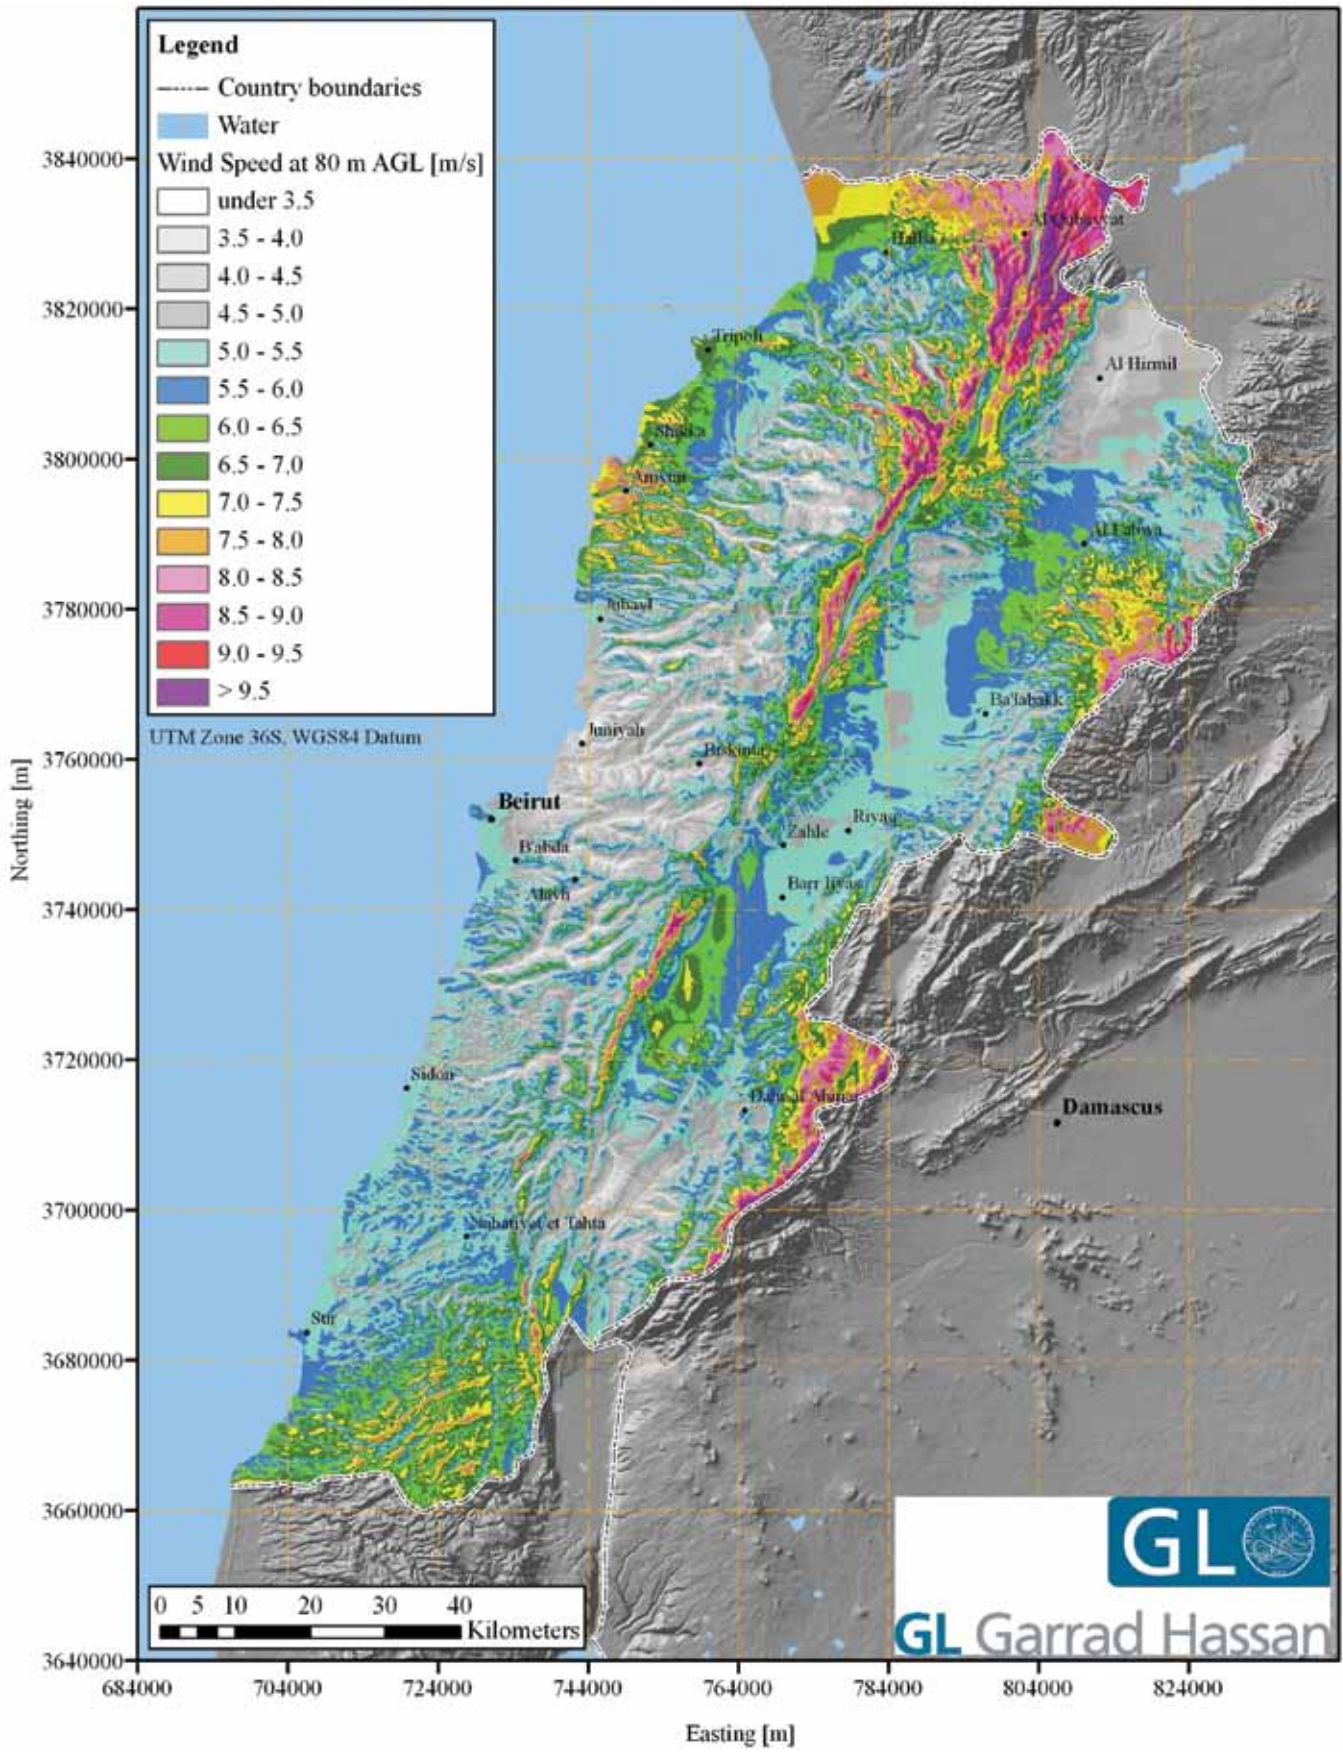 Legend
Country boundaries
Water
Wind Speed at 80 m AGL [m/s]
under 3.5
3.5 - 4.0
4.0 - 4.5
4.5 - 5.0
5.0 - 5.5
5.5 - 6.0
6.0 - 6.5
6.5 - 7.0
7.0 - 7.5
7.5 - 8.0
8.0 - 8.5
8.5 - 9.0
9.0 - 9.5
> 9.5
UTM Zone 36S, WGS84 Datum
Northing [m]
3840000
3820000
3800000
3780000
3760000
3740000
3720000
3700000
3680000
3660000
3640000
Al Qubayyat
Halba
Tripoli
Al Hirmil
Shikka
Jubayl
Ba'labakk
Juniyah
Biskinta
Beirut
Riyaq
Zahle
B'abda
Barr Iiyas
Alayh
Sidon
Damascus
Nabatiyet et Tahta
Sur
0 5 10 20 30 40
Kilometers
GL
GL Garrad Hassan
684000 704000 724000 744000 764000 784000 804000 824000
Easting [m]